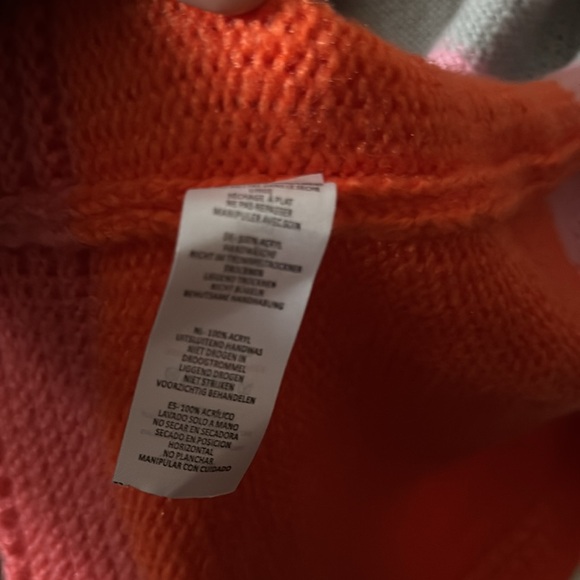 SÉCHAGE À PLAT
NE PAS REPASSER
MANIPULER AVEC SOIN
DE- 100% ACRYL
HANDWÄSCHE
NICHT IM TROMMELTROCKNER
TROCKNEN
LIEGEND TROCKNEN
NICHT BÜGELN
BEHUTSAME HANDHABUNG
NL- 100% ACRYL
UITSLUITEND HANDWAS
NIET DROGEN IN
DROOGTROMMEL
LIGGEND DROGEN
NIET STRIJKEN
VOORZICHTIG BEHANDELEN
ES- 100% ACRÍLICO
LAVADO SOLO A MANO
NO SECAR EN SECADORA
SECADO EN POSICION
HORIZONTAL
NO PLANCHAR
MANIPULAR CON CUIDADO